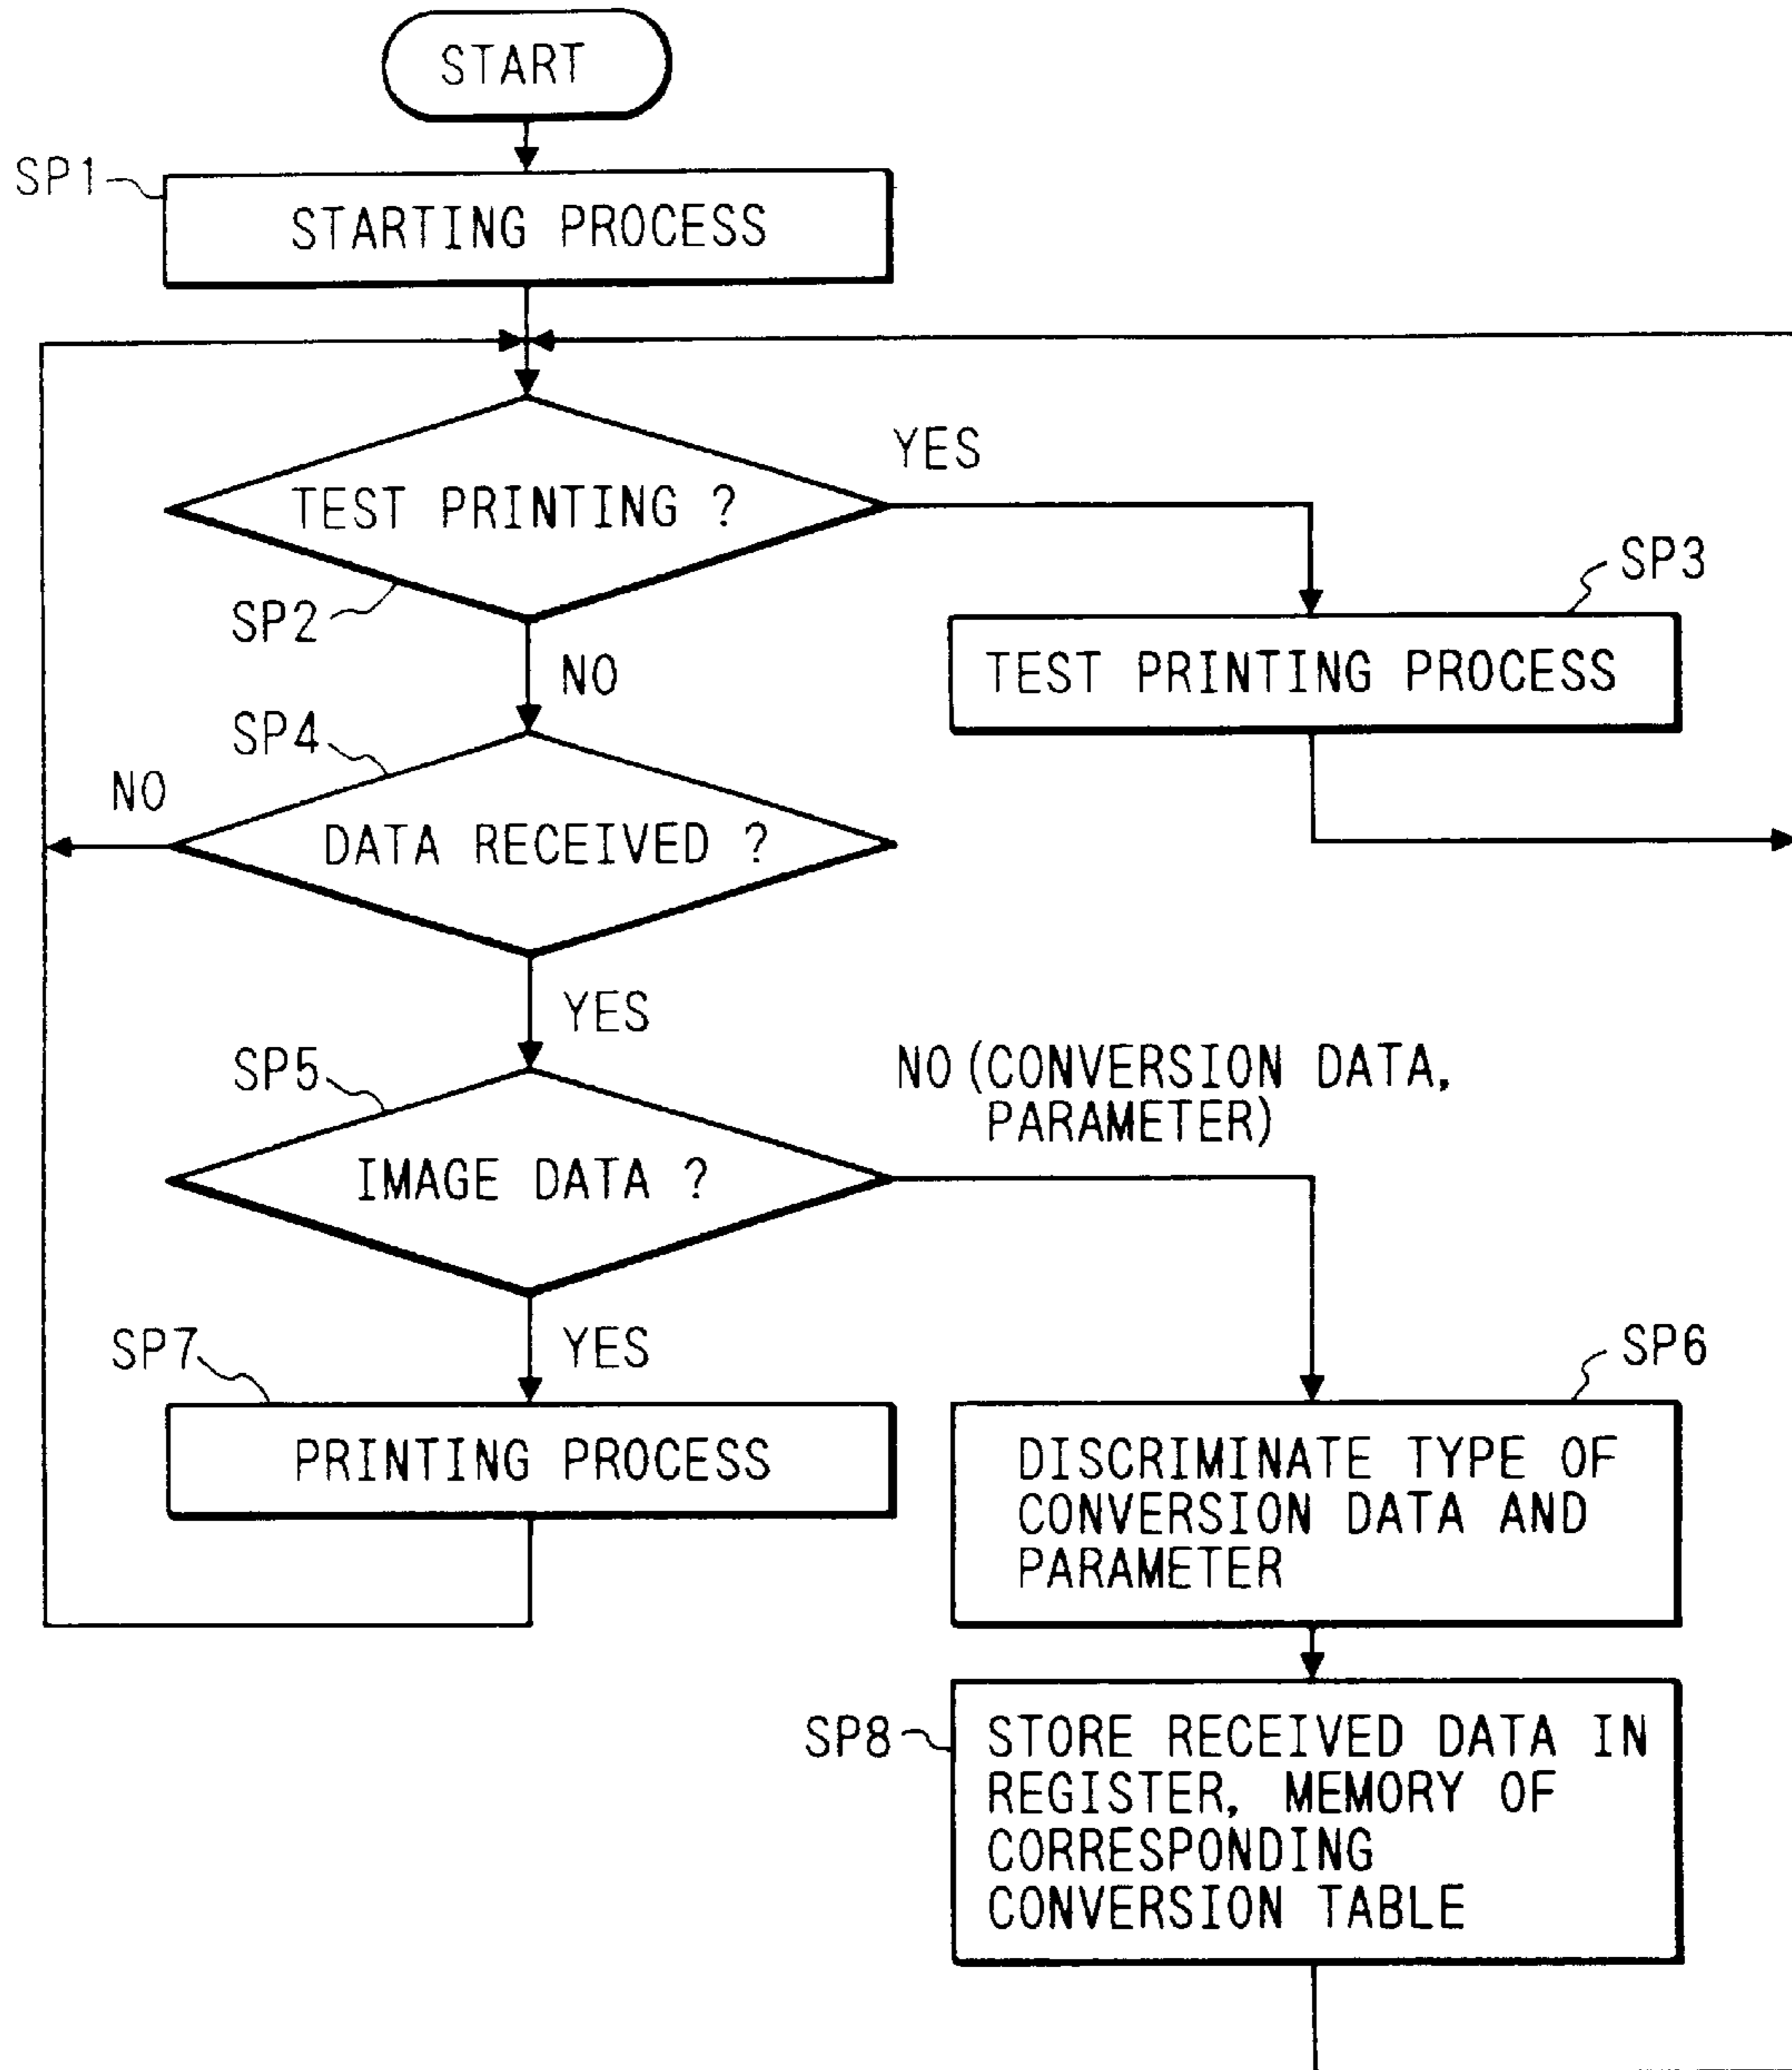 START
SP1
STARTING PROCESS
YES
TEST PRINTING ?
SP2
SP3
TEST PRINTING PROCESS
NO
SP4
NO
DATA RECEIVED ?
YES
SP5
NO (CONVERSION DATA,
PARAMETER)
IMAGE DATA ?
YES
SP7
PRINTING PROCESS
SP6
DISCRIMINATE TYPE OF
CONVERSION DATA AND
PARAMETER
SP8
STORE RECEIVED DATA IN
REGISTER, MEMORY OF
CORRESPONDING
CONVERSION TABLE